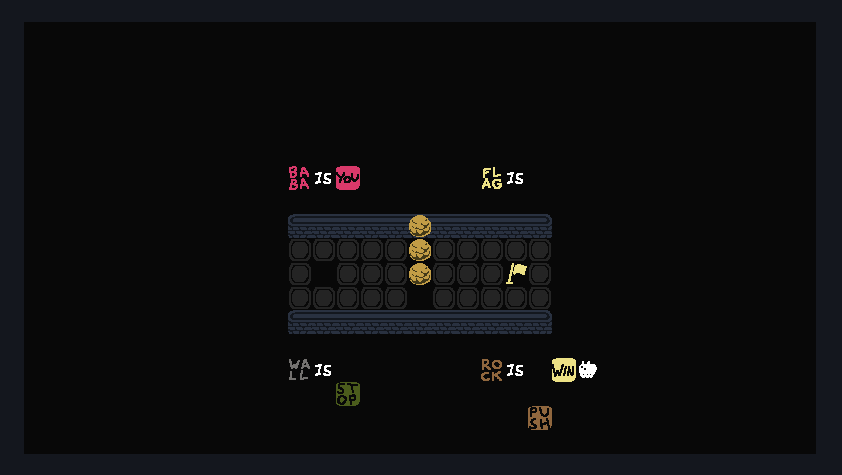 BABA IS YOU
FLAG IS
WALL IS
ROCK IS
WIN
STOP
PUSH